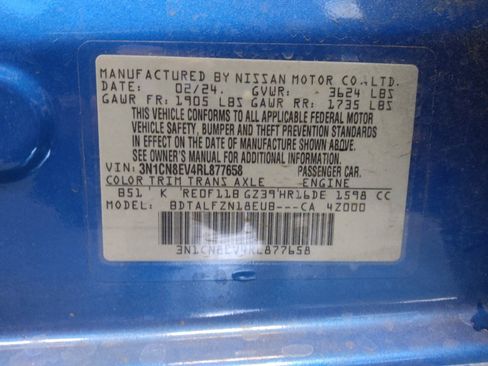 MANUFACTURED BY NISSAN MOTOR CO.,LTD.
DATE: 02/24. GVWR: 3624 LBS
GAWR FR: 1905 LBS GAWR RR: 1735 LBS
THIS VEHICLE CONFORMS TO ALL APPLICABLE FEDERAL MOTOR
VEHICLE SAFETY, BUMPER AND THEFT PREVENTION STANDARDS
IN EFFECT ON THE DATE OF MANUFACTURE SHOWN ABOVE.
SEE OWNER'S MANUAL FOR ADDITIONAL INFORMATION.
VIN: 3N1CN8EV4RL877658 PASSENGER CAR
COLOR TRIM TRANS AXLE ENGINE
B51' K RE0F11B GZ39'HR16DE 1598 CC
MODEL: BDTALFZN18EUB---CA 4Z000
3N1CN8EV4RL877658